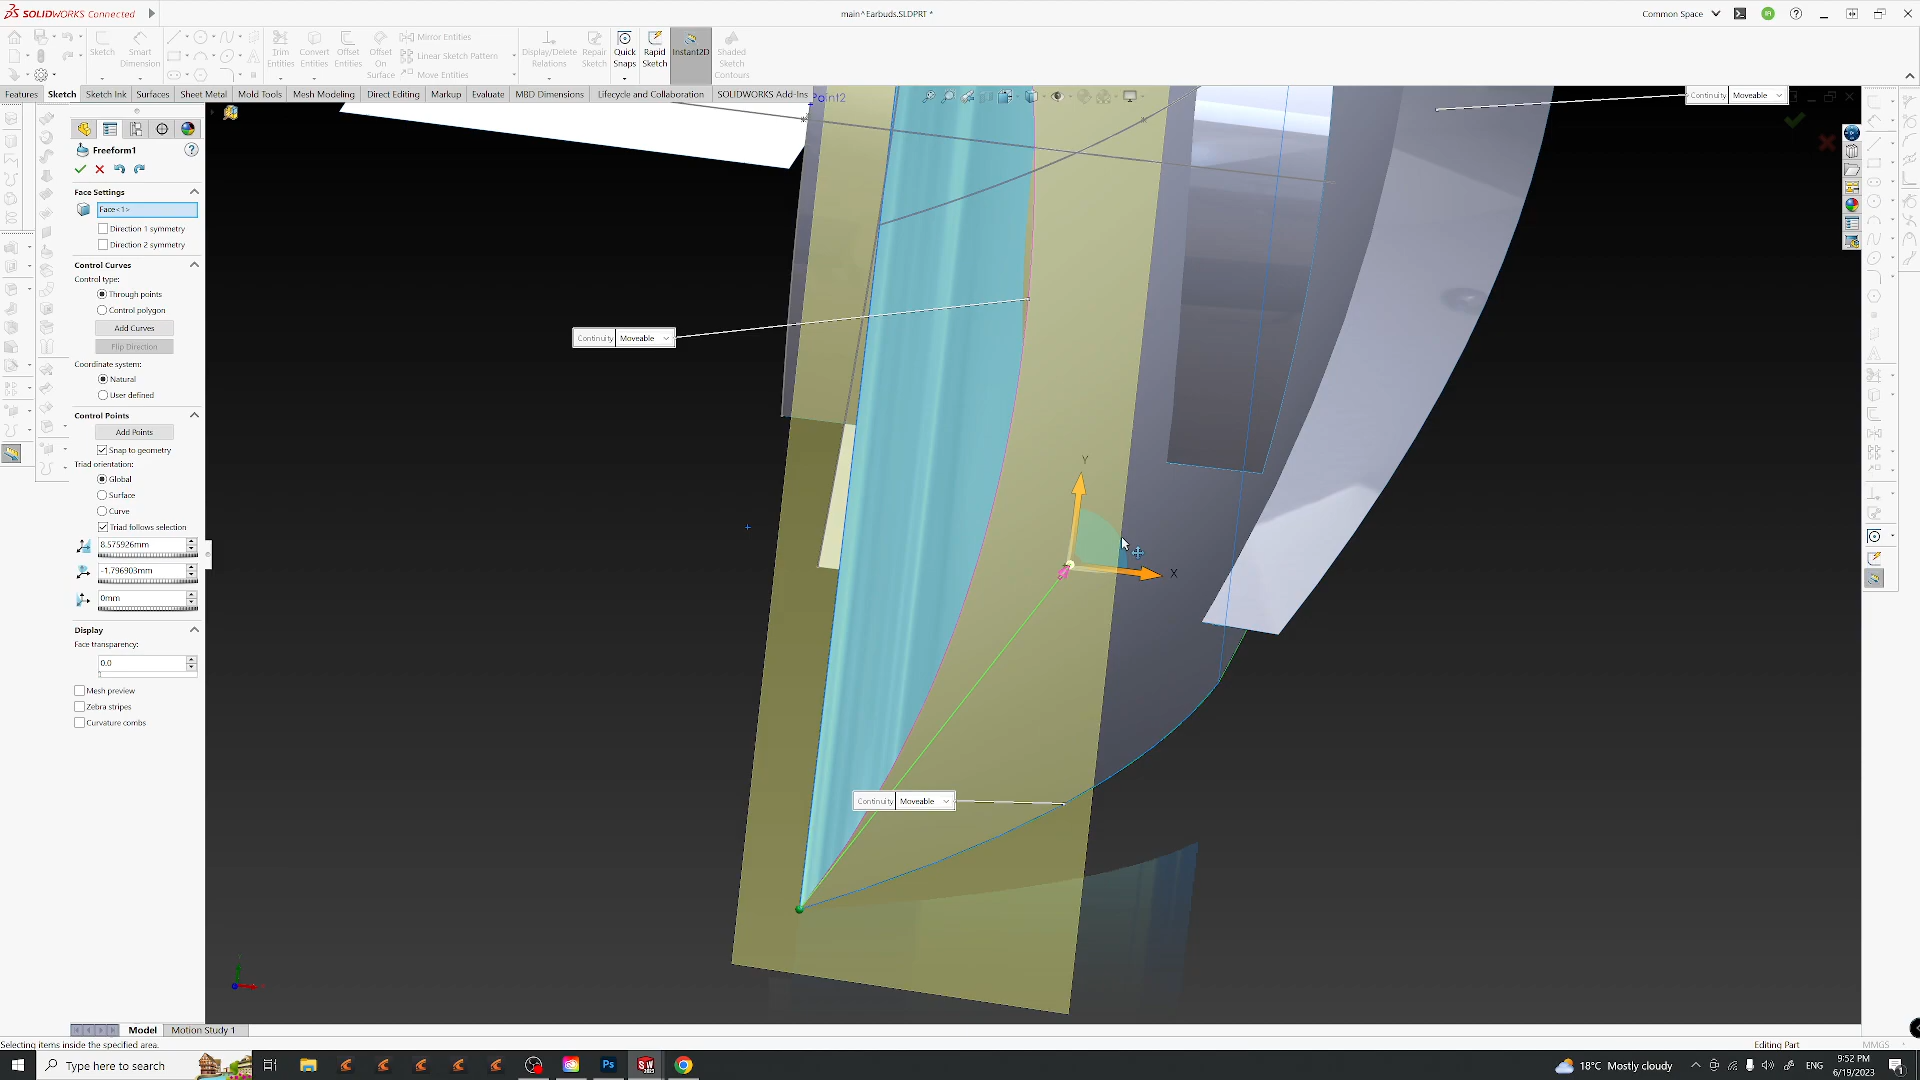 SOLIDWORKS Connected
main^Earbuds.SLDPRT *
Common Space
Sketch
Smart Dimension
Trim Entities
Convert Entities
Offset Entities
Offset On Surface
Mirror Entities
Linear Sketch Pattern
Move Entities
Display/Delete Relations
Repair Sketch
Quick Snaps
Rapid Sketch
Instant2D
Shaded Sketch Contours
Features
Sketch
Sketch Ink
Surfaces
Sheet Metal
Mold Tools
Mesh Modeling
Direct Editing
Markup
Evaluate
MBD Dimensions
Lifecycle and Collaboration
SOLIDWORKS Add-Ins
Point2
Continuity Moveable
Freeform1
Face Settings
Face<1>
Direction 1 symmetry
Direction 2 symmetry
Control Curves
Control type:
Through points
Control polygon
Add Curves
Flip Direction
Coordinate system:
Natural
User defined
Control Points
Add Points
Snap to geometry
Triad orientation:
Global
Surface
Curve
Triad follows selection
8.575926mm
-1.796903mm
0mm
Display
Face transparency:
0.0
Mesh preview
Zebra stripes
Curvature combs
Continuity Moveable
Y
X
Continuity Moveable
Model
Motion Study 1
Selecting items inside the specified area.
Editing Part
MMGS
Type here to search
Ps
SW
18°C Mostly cloudy
ENG
9:52 PM
6/19/2023